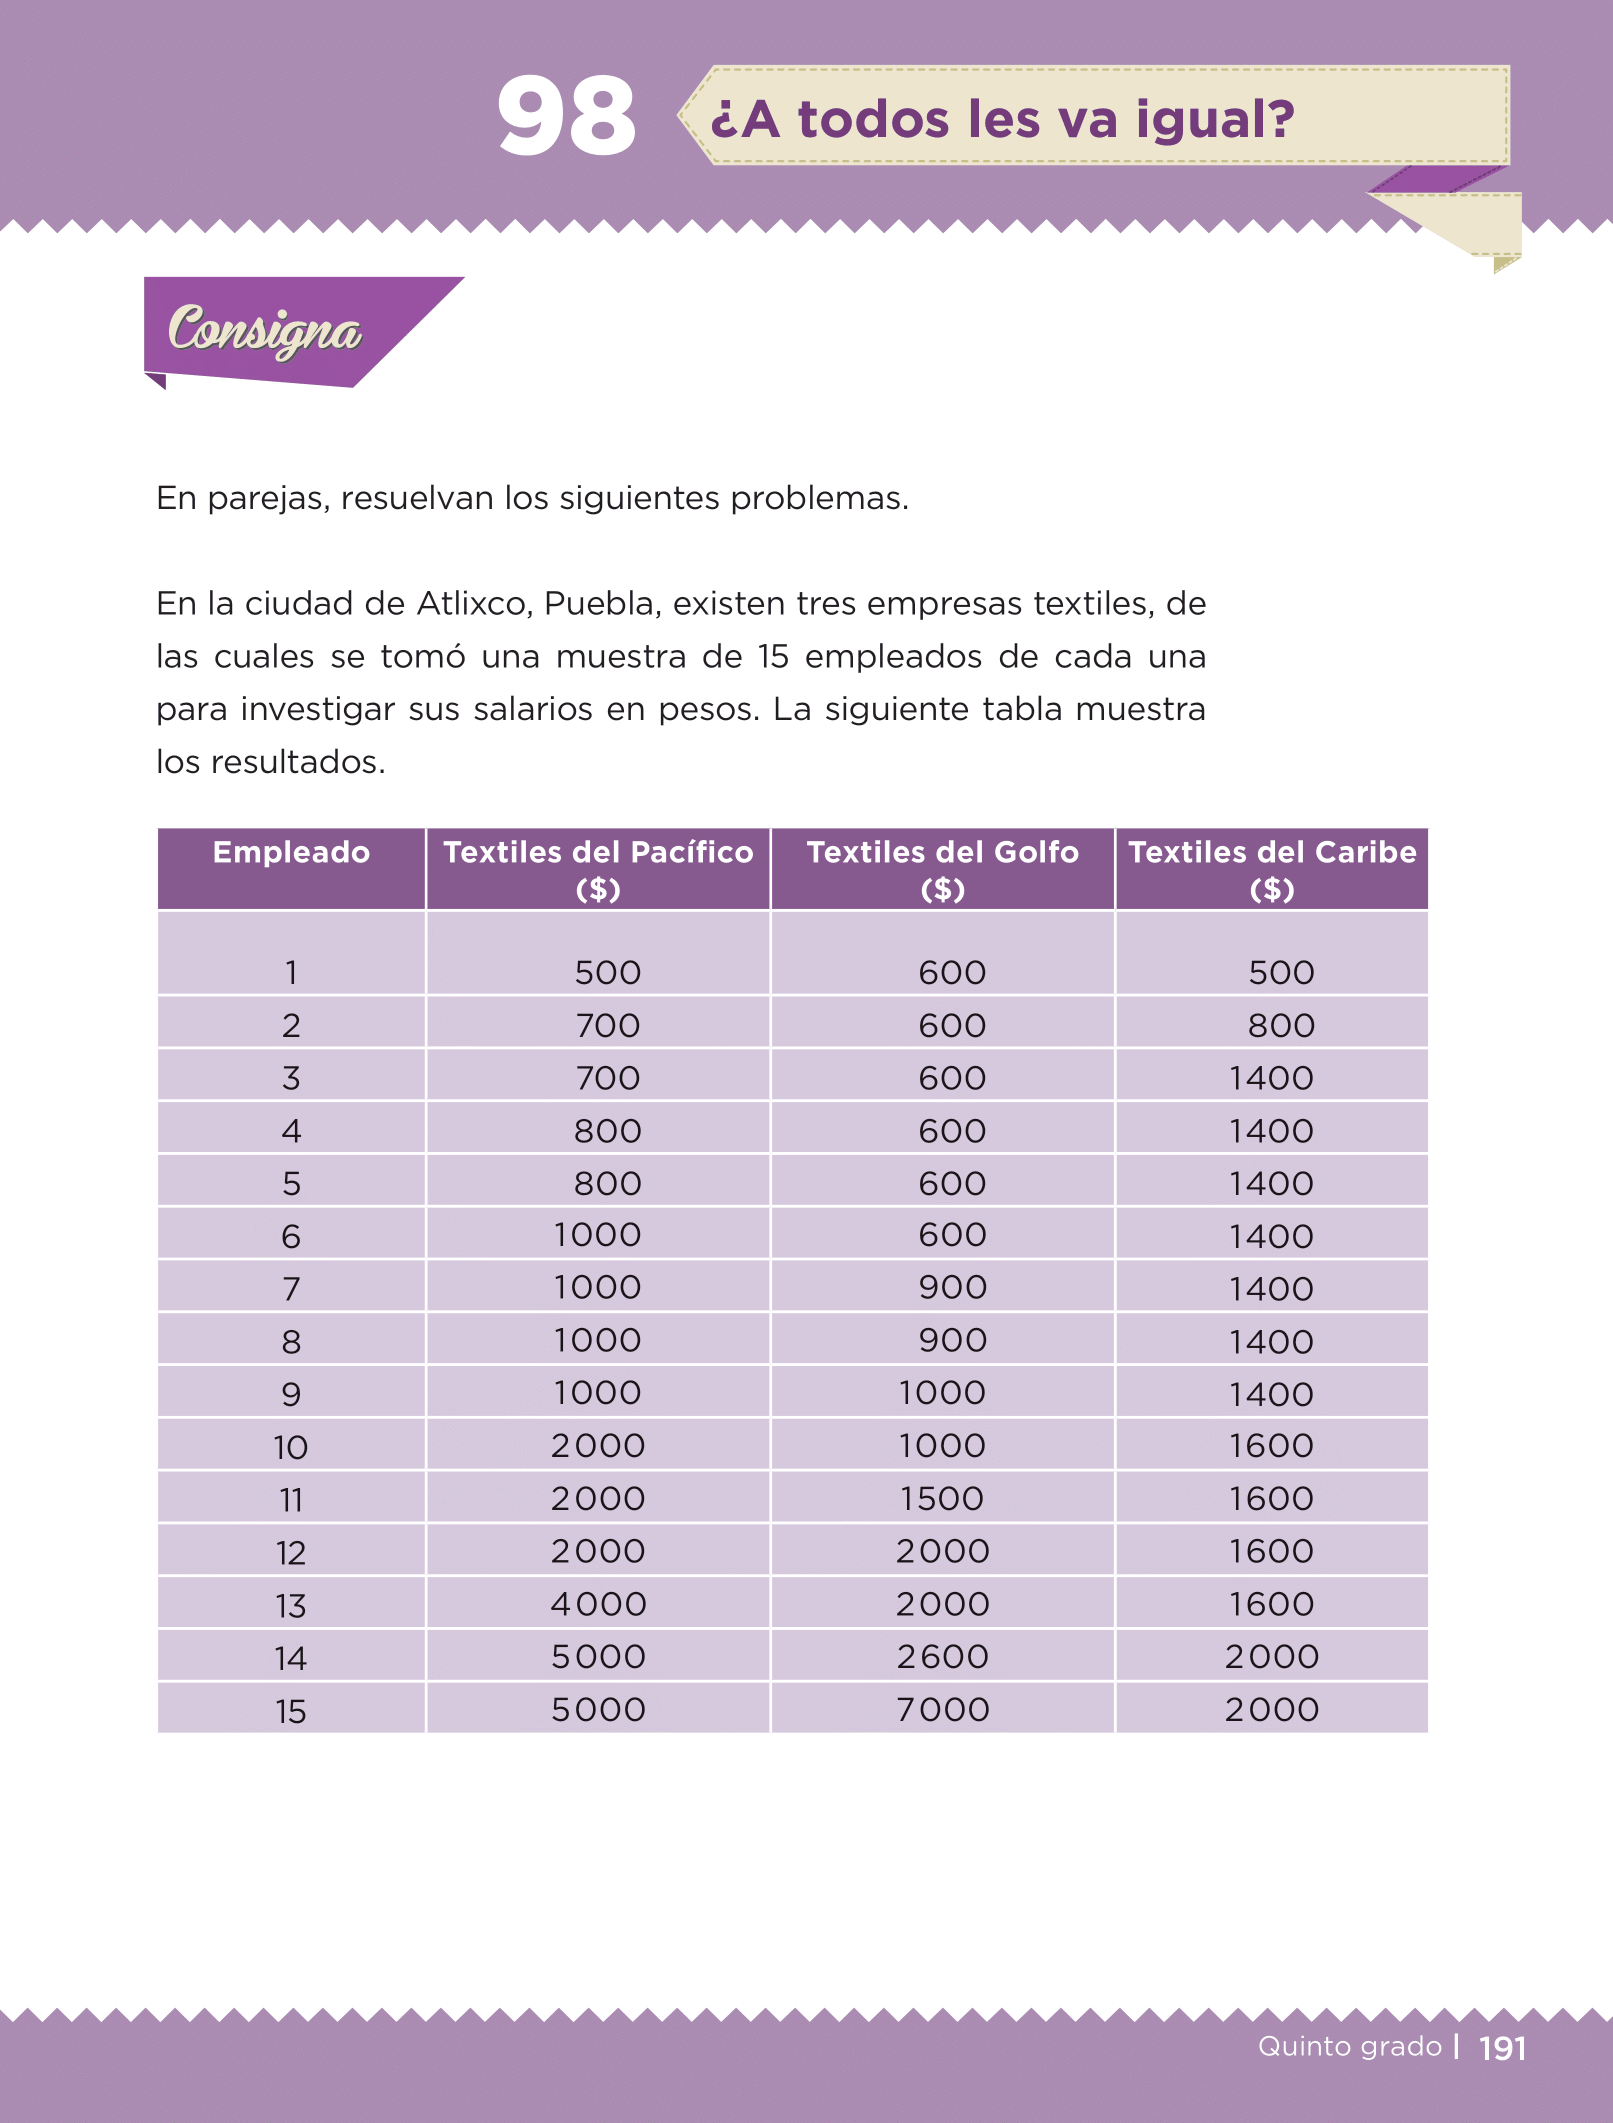 98
¿A todos les va igual?
Consigna
En parejas, resuelvan los siguientes problemas.
En la ciudad de Atlixco, Puebla, existen tres empresas textiles, de
las cuales se tomó una muestra de 15 empleados de cada una
para investigar sus salarios en pesos. La siguiente tabla muestra
los resultados.
Empleado Textiles del Pacífico Textiles del Golfo Textiles del Caribe
($) ($) ($)
1 500 600 500
2 700 600 800
3 700 600 1400
4 800 600 1400
5 800 600 1400
6 1000 600 1400
7 1000 900 1400
8 1000 900 1400
9 1000 1000 1400
10 2000 1000 1600
11 2000 1500 1600
12 2000 2000 1600
13 4000 2000 1600
14 5000 2600 2000
15 5000 7000 2000
Quinto grado | 191